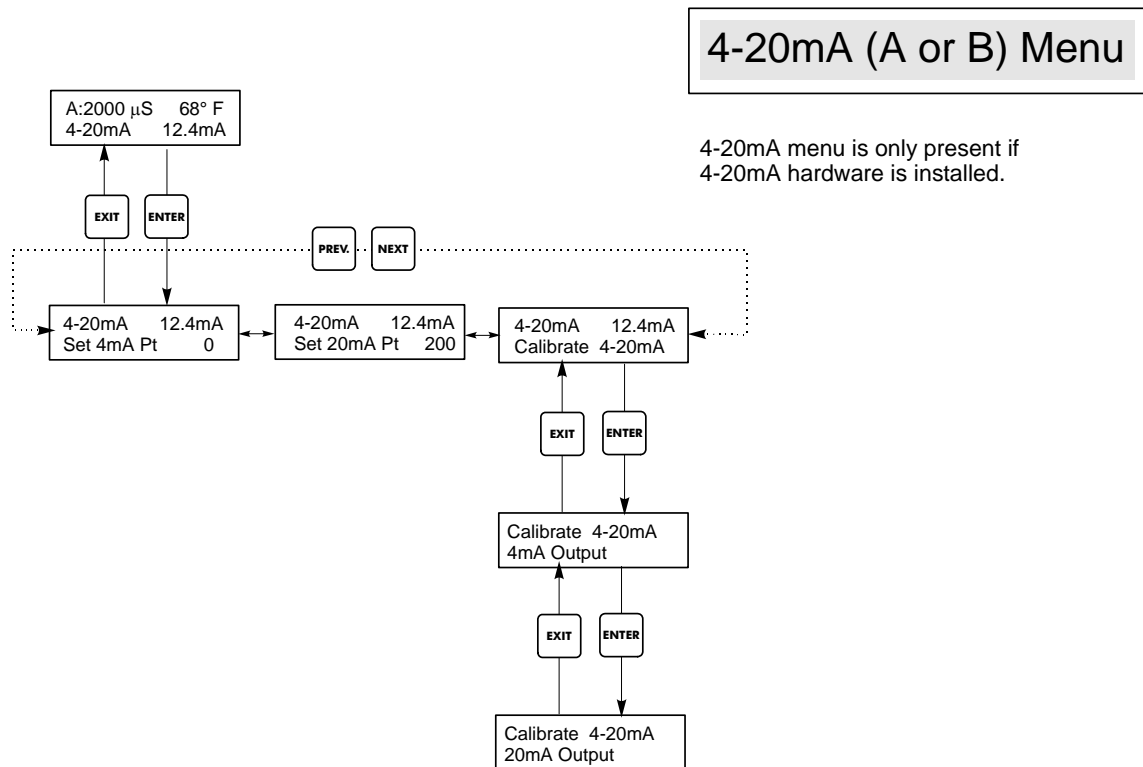 4-20mA (A or B) Menu
4-20mA menu is only present if
4-20mA hardware is installed.
A:2000 µS 68° F
4-20mA 12.4mA
EXIT
ENTER
PREV.
NEXT
4-20mA 12.4mA
Set 4mA Pt 0
4-20mA 12.4mA
Set 20mA Pt 200
4-20mA 12.4mA
Calibrate 4-20mA
EXIT
ENTER
Calibrate 4-20mA
4mA Output
EXIT
ENTER
Calibrate 4-20mA
20mA Output